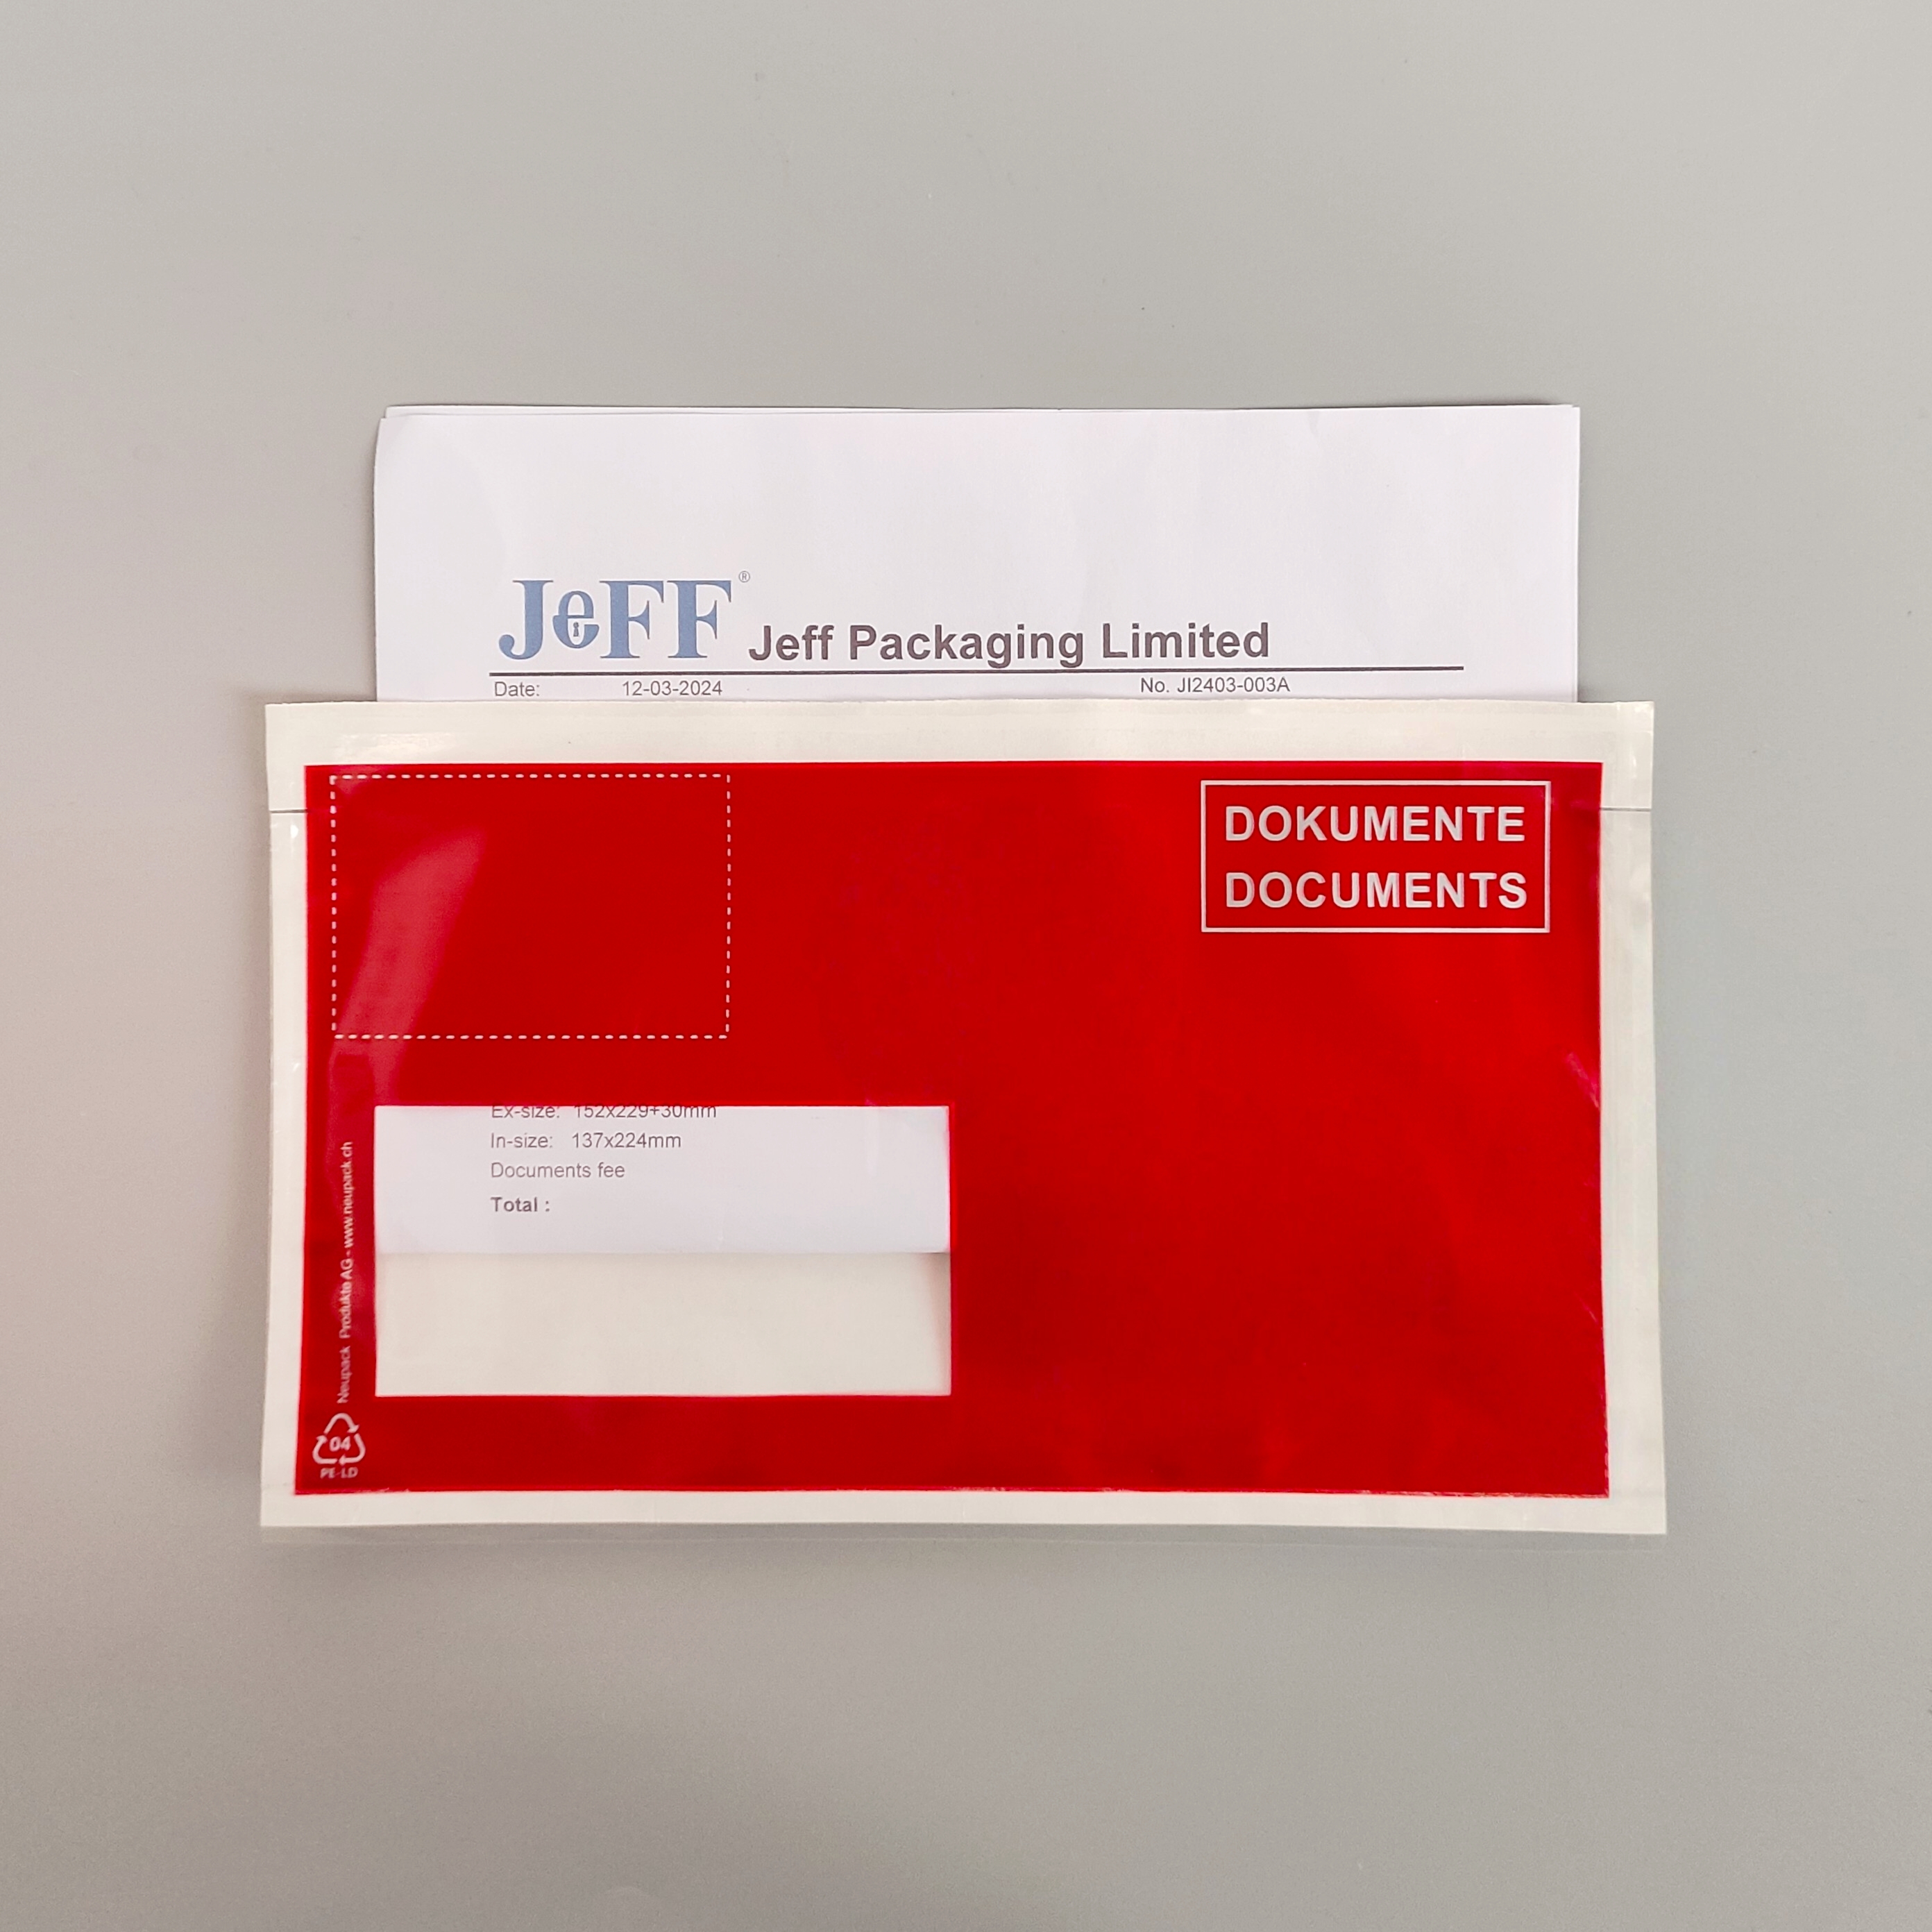 JeFF®
Jeff Packaging Limited
Date: 12-03-2024 No. JI2403-003A
DOKUMENTE
DOCUMENTS
Ex-size: 152x229+30mm
In-size: 137x224mm
Documents fee
Total :
Neupack Produkte AG - www.neupack.ch
04
PE-LD